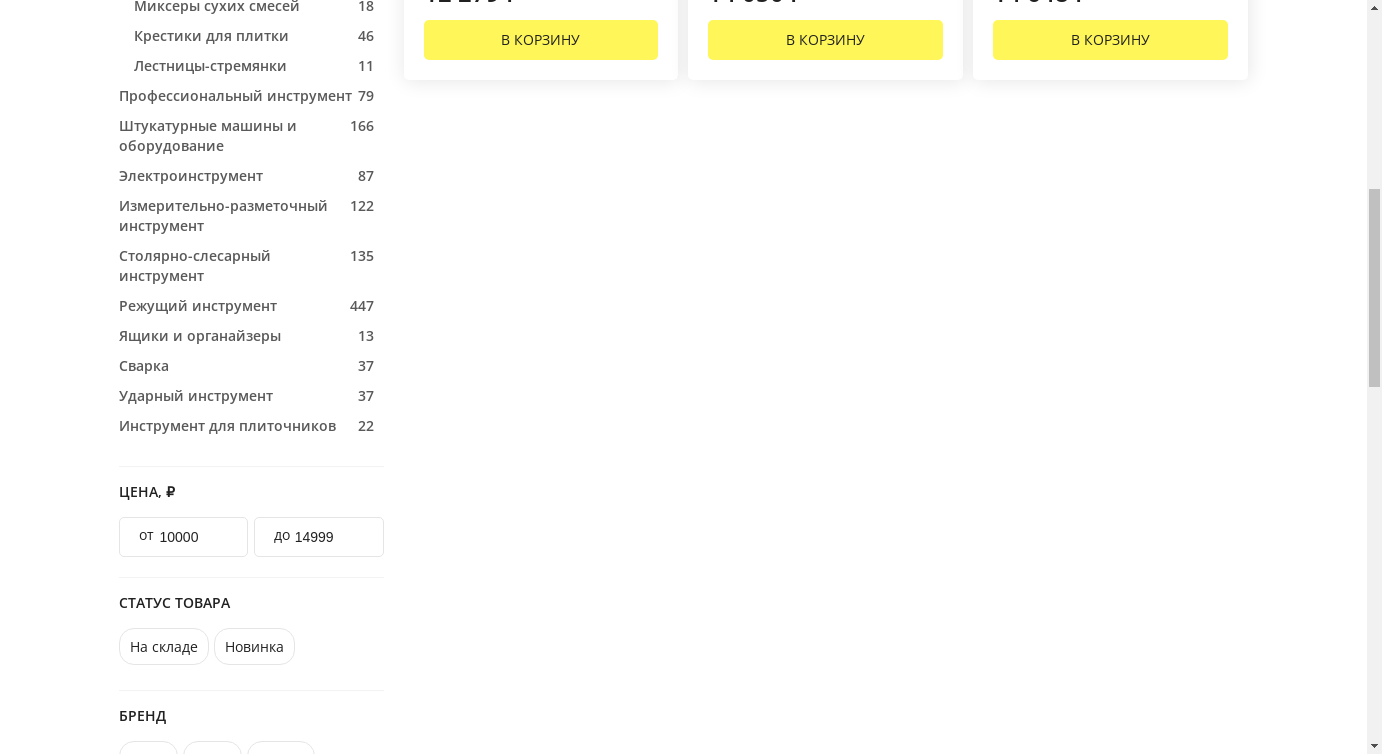 Миксеры сухих смесей 18
Крестики для плитки 46
Лестницы-стремянки 11
Профессиональный инструмент 79
Штукатурные машины и 166
оборудование
Электроинструмент 87
Измерительно-разметочный 122
инструмент
Столярно-слесарный 135
инструмент
Режущий инструмент 447
Ящики и органайзеры 13
Сварка 37
Ударный инструмент 37
Инструмент для плиточников 22
ЦЕНА, ₽
от 10000 до 14999
СТАТУС ТОВАРА
На складе Новинка
БРЕНД
В КОРЗИНУ В КОРЗИНУ В КОРЗИНУ